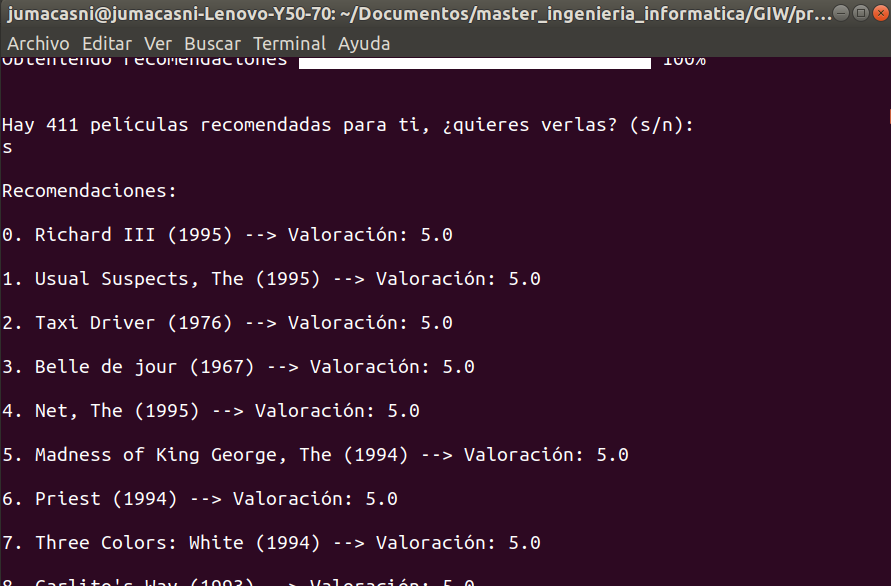 jumacasni@jumacasni-Lenovo-Y50-70: ~/Documentos/master_ingenieria_informatica/GIW/pr...
Archivo Editar Ver Buscar Terminal Ayuda
Obteniendo recomendaciones 100%
Hay 411 películas recomendadas para ti, ¿quieres verlas? (s/n):
s
Recomendaciones:
0. Richard III (1995) --> Valoración: 5.0
1. Usual Suspects, The (1995) --> Valoración: 5.0
2. Taxi Driver (1976) --> Valoración: 5.0
3. Belle de jour (1967) --> Valoración: 5.0
4. Net, The (1995) --> Valoración: 5.0
5. Madness of King George, The (1994) --> Valoración: 5.0
6. Priest (1994) --> Valoración: 5.0
7. Three Colors: White (1994) --> Valoración: 5.0
8. Carlito's Way (1993) --> Valoración: 5.0